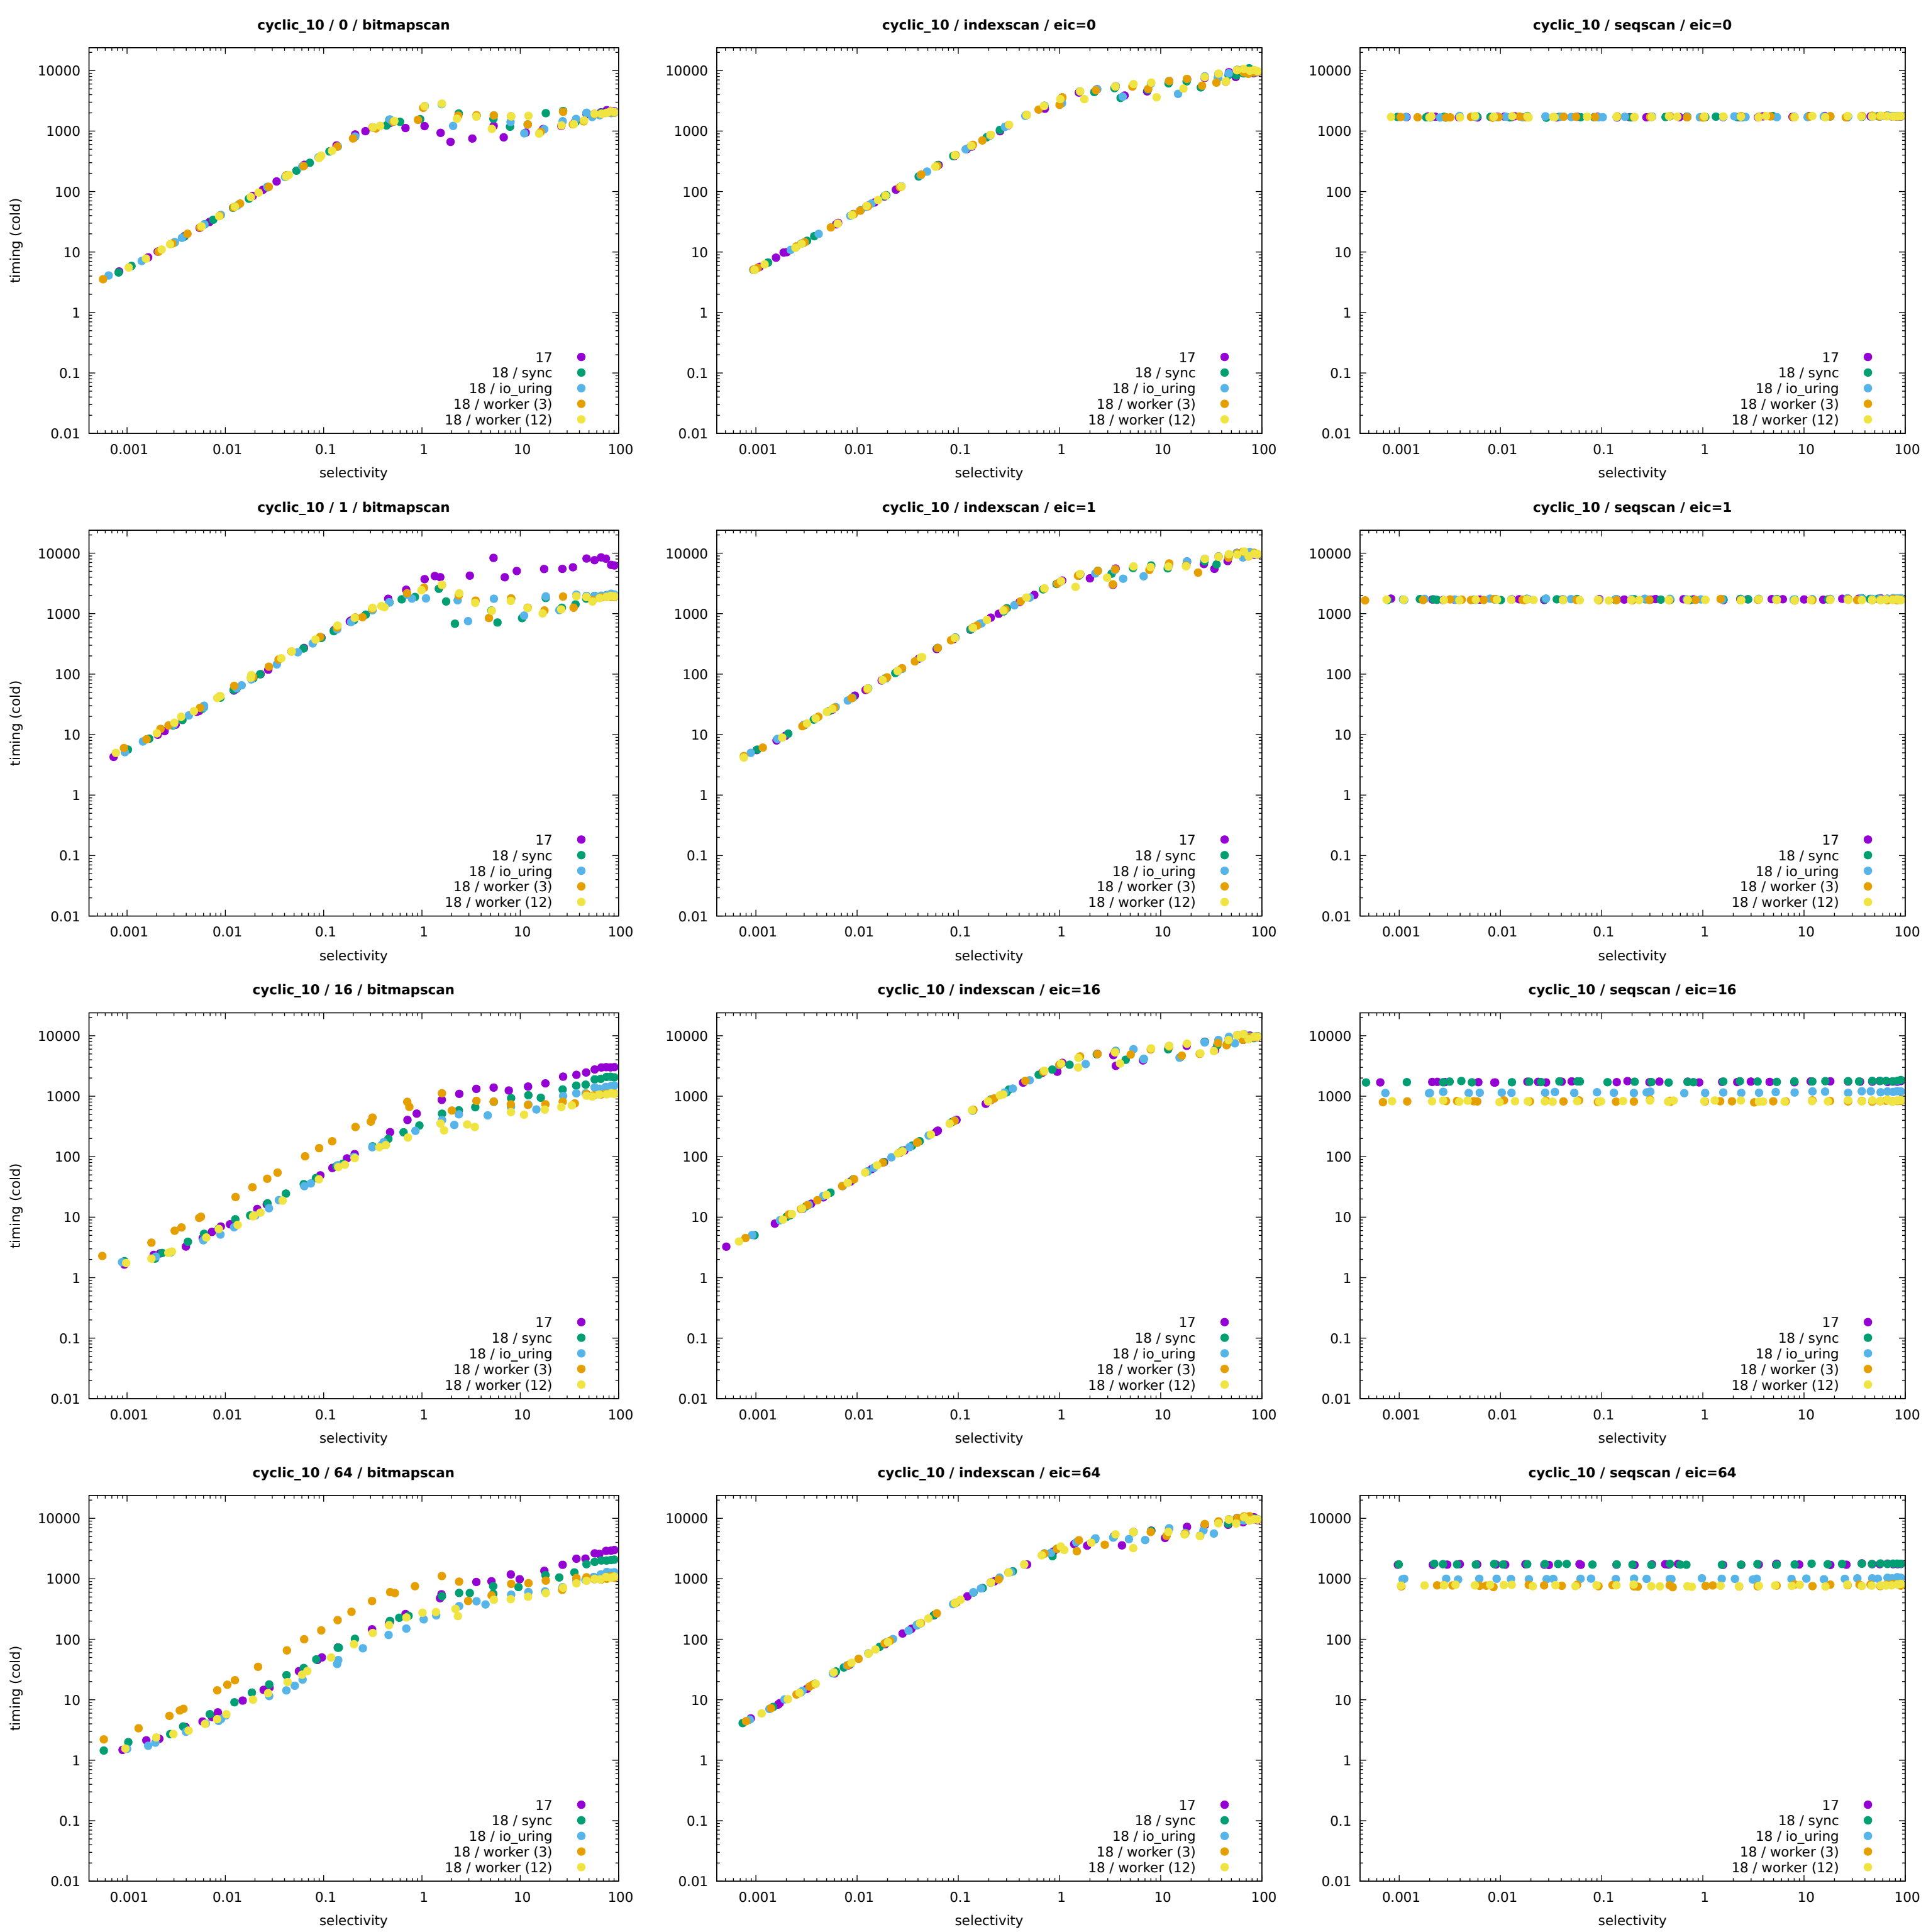 cyclic_10 / 0 / bitmapscan
timing (cold)
10000
1000
100
10
1
0.1
0.01
17
18 / sync
18 / io_uring
18 / worker (3)
18 / worker (12)
0.001 0.01 0.1 1 10 100
selectivity
cyclic_10 / indexscan / eic=0
10000
1000
100
10
1
0.1
0.01
17
18 / sync
18 / io_uring
18 / worker (3)
18 / worker (12)
0.001 0.01 0.1 1 10 100
selectivity
cyclic_10 / seqscan / eic=0
10000
1000
100
10
1
0.1
0.01
17
18 / sync
18 / io_uring
18 / worker (3)
18 / worker (12)
0.001 0.01 0.1 1 10 100
selectivity
cyclic_10 / 1 / bitmapscan
timing (cold)
10000
1000
100
10
1
0.1
0.01
17
18 / sync
18 / io_uring
18 / worker (3)
18 / worker (12)
0.001 0.01 0.1 1 10 100
selectivity
cyclic_10 / indexscan / eic=1
10000
1000
100
10
1
0.1
0.01
17
18 / sync
18 / io_uring
18 / worker (3)
18 / worker (12)
0.001 0.01 0.1 1 10 100
selectivity
cyclic_10 / seqscan / eic=1
10000
1000
100
10
1
0.1
0.01
17
18 / sync
18 / io_uring
18 / worker (3)
18 / worker (12)
0.001 0.01 0.1 1 10 100
selectivity
cyclic_10 / 16 / bitmapscan
timing (cold)
10000
1000
100
10
1
0.1
0.01
17
18 / sync
18 / io_uring
18 / worker (3)
18 / worker (12)
0.001 0.01 0.1 1 10 100
selectivity
cyclic_10 / indexscan / eic=16
10000
1000
100
10
1
0.1
0.01
17
18 / sync
18 / io_uring
18 / worker (3)
18 / worker (12)
0.001 0.01 0.1 1 10 100
selectivity
cyclic_10 / seqscan / eic=16
10000
1000
100
10
1
0.1
0.01
17
18 / sync
18 / io_uring
18 / worker (3)
18 / worker (12)
0.001 0.01 0.1 1 10 100
selectivity
cyclic_10 / 64 / bitmapscan
timing (cold)
10000
1000
100
10
1
0.1
0.01
17
18 / sync
18 / io_uring
18 / worker (3)
18 / worker (12)
0.001 0.01 0.1 1 10 100
selectivity
cyclic_10 / indexscan / eic=64
10000
1000
100
10
1
0.1
0.01
17
18 / sync
18 / io_uring
18 / worker (3)
18 / worker (12)
0.001 0.01 0.1 1 10 100
selectivity
cyclic_10 / seqscan / eic=64
10000
1000
100
10
1
0.1
0.01
17
18 / sync
18 / io_uring
18 / worker (3)
18 / worker (12)
0.001 0.01 0.1 1 10 100
selectivity